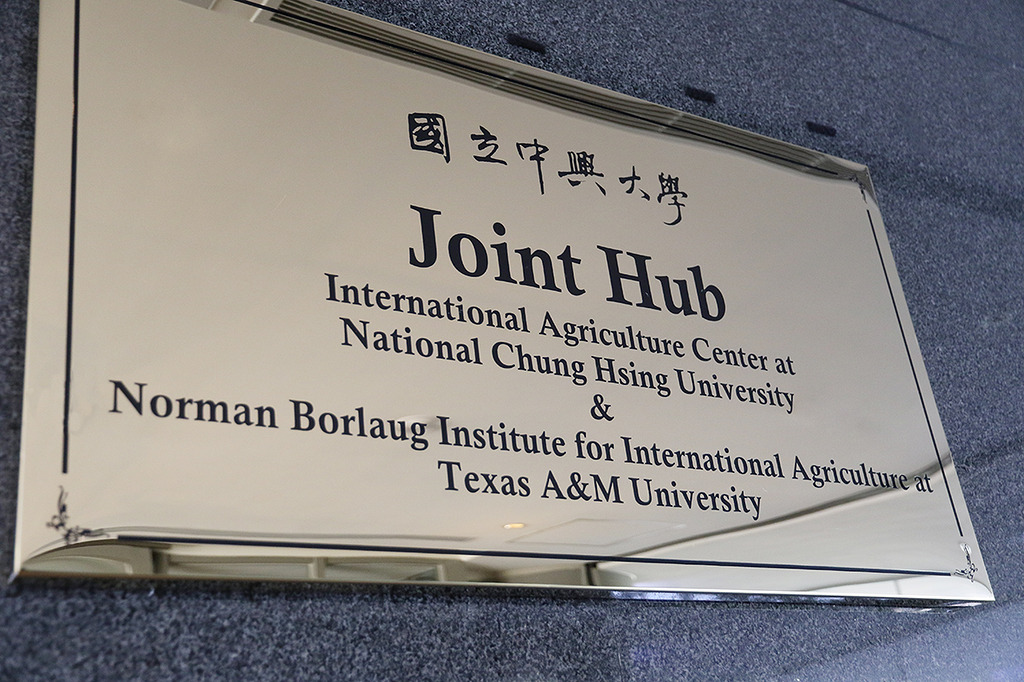 國立中興大學
Joint Hub
International Agriculture Center at
National Chung Hsing University
&
Norman Borlaug Institute for International Agriculture at
Texas A&M University